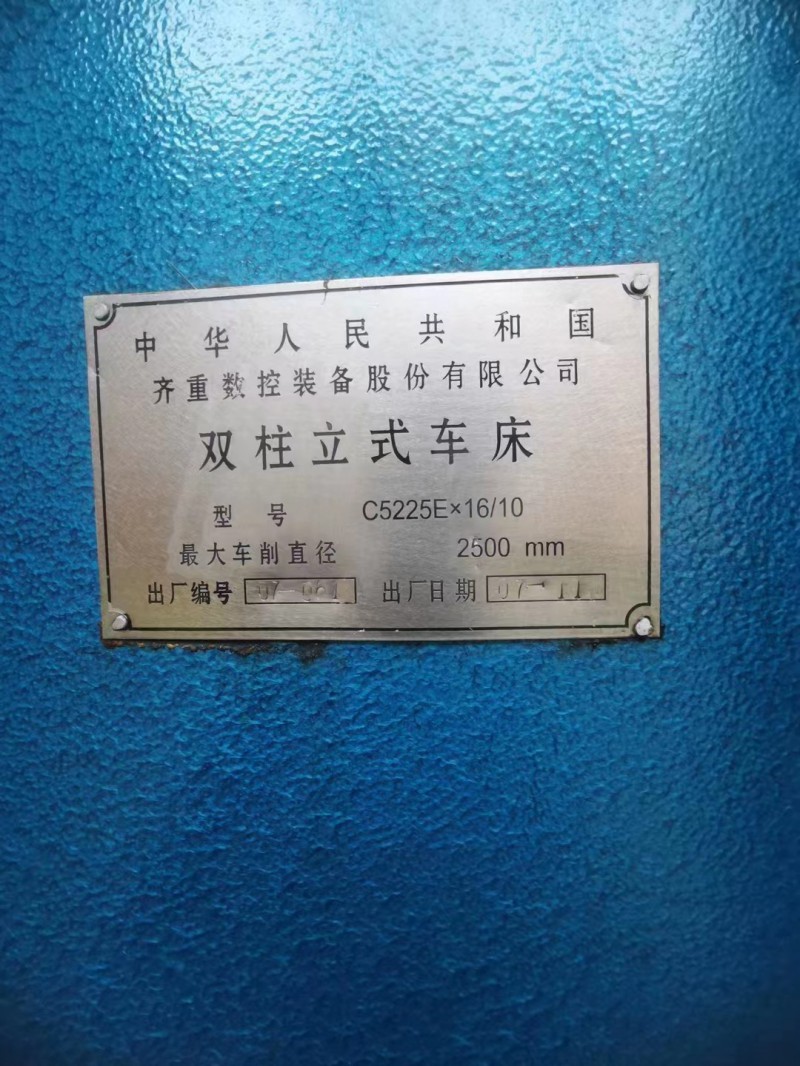 中华人民共和国
齐重数控装备股份有限公司
双柱立式车床
型号 C5225E×16/10
最大车削直径 2500 mm
出厂编号 出厂日期 07-11